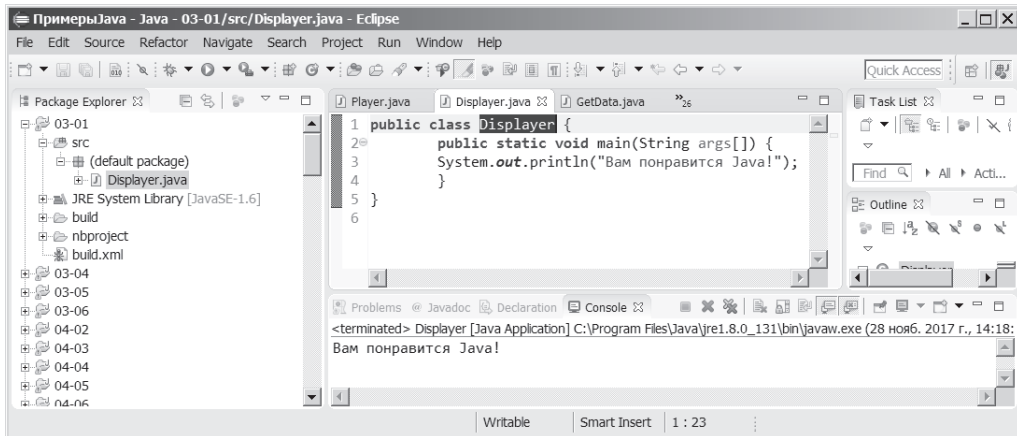 ПримерыJava - Java - 03-01/src/Displayer.java - Eclipse
File Edit Source Refactor Navigate Search Project Run Window Help
Quick Access
Package Explorer
03-01
src
(default package)
Displayer.java
JRE System Library [JavaSE-1.6]
build
nbproject
build.xml
03-04
03-05
03-06
04-02
04-03
04-04
04-05
04-06
Player.java Displayer.java GetData.java »26
1 public class Displayer {
2 public static void main(String args[]) {
3 System.out.println("Вам понравится Java!");
4 }
5 }
6
Task List
Find All Acti...
Outline
Displayer
Problems @ Javadoc Declaration Console
<terminated> Displayer [Java Application] C:\Program Files\Java\jre1.8.0_131\bin\javaw.exe (28 нояб. 2017 г., 14:18:
Вам понравится Java!
Writable Smart Insert 1 : 23